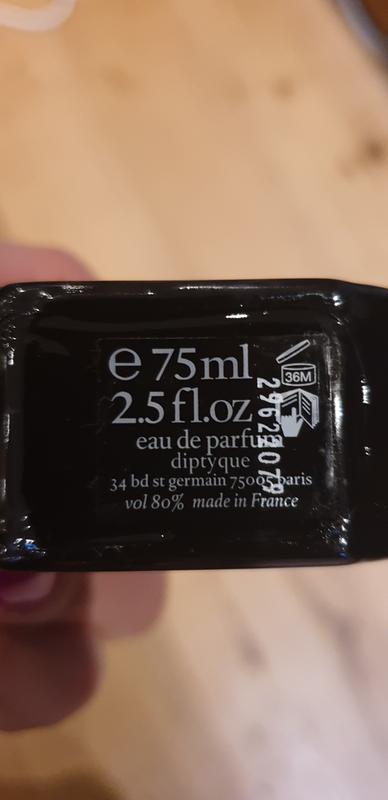 e 75ml
36M
2.5 fl.oz
eau de parfum
diptyque
34 bd st germain 75005 paris
vol 80% made in France